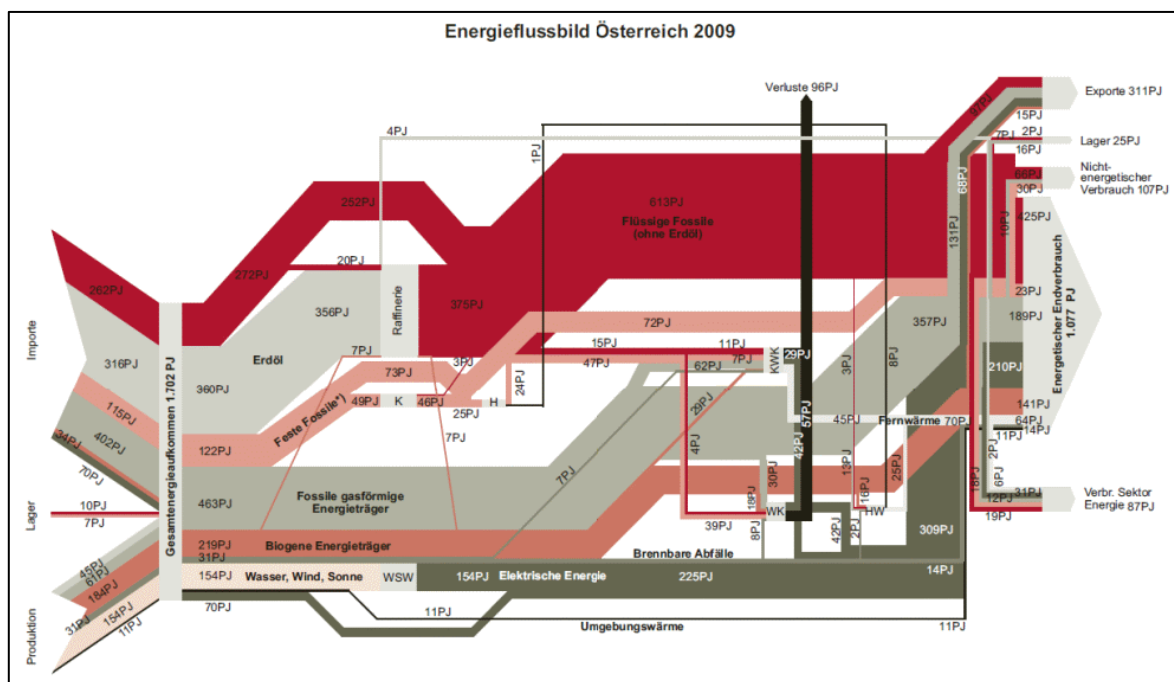 Energieflussbild Österreich 2009
Verluste 96PJ
97PJ
Exporte 311PJ
15PJ
4PJ
7PJ
2PJ
Lager 25PJ
1PJ
16PJ
68PJ
66PJ
Nicht-
energetischer
Verbrauch 107PJ
30PJ
252PJ
613PJ
Flüssige Fossile
(ohne Erdöl)
131PJ
10PJ
425PJ
272PJ
20PJ
262PJ
Raffinerie
375PJ
356PJ
23PJ
189PJ
Energetischer Endverbrauch
1.077 PJ
Importe
316PJ
Erdöl
72PJ
357PJ
7PJ
3PJ
15PJ
11PJ
47PJ
7PJ
62PJ
KWK
29PJ
3PJ
8PJ
73PJ
24PJ
210PJ
360PJ
115PJ
Feste Fossile*)
49PJ
K
46PJ
25PJ
H
29PJ
141PJ
402PJ
34PJ
70PJ
122PJ
7PJ
57PJ
42PJ
45PJ
Fernwärme
70PJ
64PJ
14PJ
11PJ
Gesamtenergieaufkommen 1.702 PJ
4PJ
30PJ
13PJ
25PJ
2PJ
7PJ
18PJ
6PJ
Lager
10PJ
7PJ
463PJ
Fossile gasförmige
Energieträger
18PJ
16PJ
31PJ
12PJ
19PJ
Verbr. Sektor
Energie 87PJ
39PJ
WK
HW
8PJ
42PJ
2PJ
309PJ
219PJ
Biogene Energieträger
31PJ
Brennbare Abfälle
14PJ
45PJ
61PJ
184PJ
31PJ
154PJ
11PJ
154PJ
Wasser, Wind, Sonne
WSW
154PJ
Elektrische Energie
225PJ
70PJ
11PJ
Umgebungswärme
11PJ
Produktion